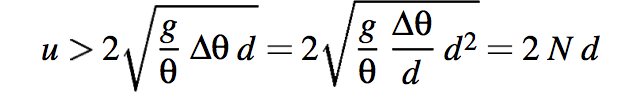 u > 2√(g/θ Δθ d) = 2√(g/θ Δθ/d d²) = 2 N d